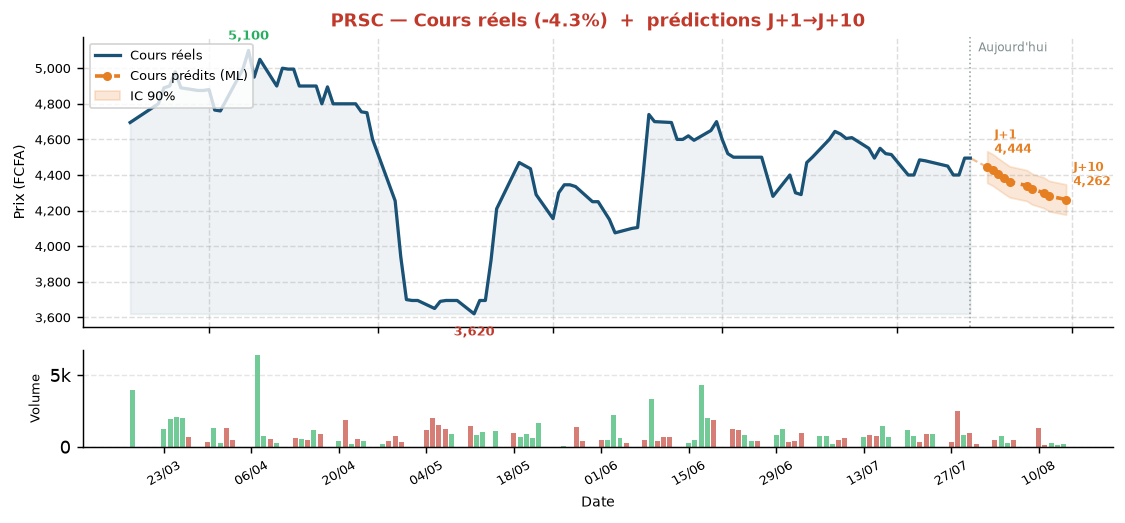 PRSC — Cours réels (-4.3%)  +  prédictions J+1→J+10
5,100
Aujourd'hui
Cours réels
Cours prédits (ML)
IC 90%
5,000
4,800
4,600
4,400
4,200
4,000
3,800
3,600
Prix (FCFA)
J+1
4,444
J+10
4,262
3,620
5k
0
Volume
23/03
06/04
20/04
04/05
18/05
01/06
15/06
29/06
13/07
27/07
10/08
Date